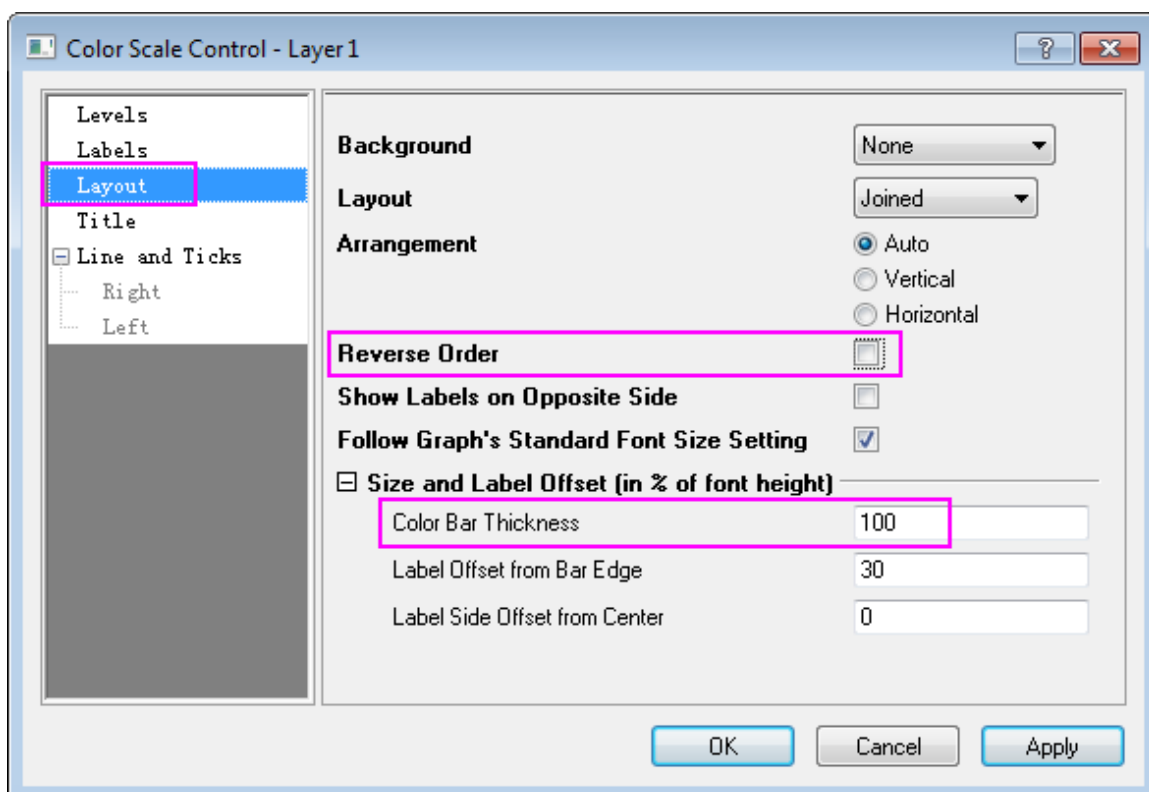 Color Scale Control - Layer 1
Levels
Labels
Layout
Title
Line and Ticks
Right
Left
Background
None
Layout
Joined
Arrangement
Auto
Vertical
Horizontal
Reverse Order
Show Labels on Opposite Side
Follow Graph's Standard Font Size Setting
Size and Label Offset (in % of font height)
Color Bar Thickness
100
Label Offset from Bar Edge
30
Label Side Offset from Center
0
OK
Cancel
Apply